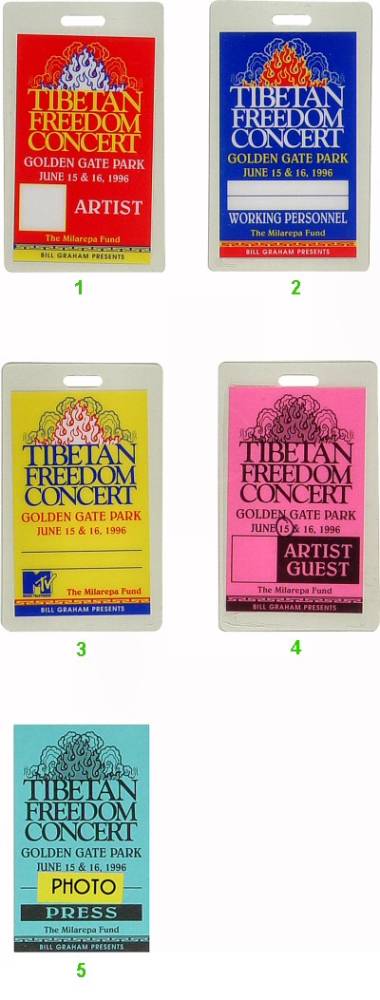 TIBETAN
FREEDOM
CONCERT
GOLDEN GATE PARK
JUNE 15 & 16, 1996
ARTIST
The Milarepa Fund
BILL GRAHAM PRESENTS
1
TIBETAN
FREEDOM
CONCERT
GOLDEN GATE PARK
JUNE 15 & 16, 1996
WORKING PERSONNEL
The Milarepa Fund
BILL GRAHAM PRESENTS
2
TIBETAN
FREEDOM
CONCERT
GOLDEN GATE PARK
JUNE 15 & 16, 1996
MTV
The Milarepa Fund
BILL GRAHAM PRESENTS
3
TIBETAN
FREEDOM
CONCERT
GOLDEN GATE PARK
JUNE 15 & 16, 1996
ARTIST
GUEST
The Milarepa Fund
BILL GRAHAM PRESENTS
4
TIBETAN
FREEDOM
CONCERT
GOLDEN GATE PARK
JUNE 15 & 16, 1996
PHOTO
PRESS
The Milarepa Fund
BILL GRAHAM PRESENTS
5